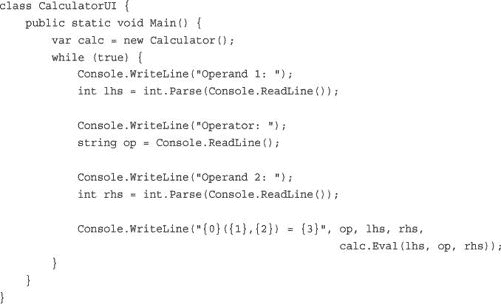 class CalculatorUI {
    public static void Main() {
        var calc = new Calculator();
        while (true) {
            Console.WriteLine("Operand 1: ");
            int lhs = int.Parse(Console.ReadLine());

            Console.WriteLine("Operator: ");
            string op = Console.ReadLine();

            Console.WriteLine("Operand 2: ");
            int rhs = int.Parse(Console.ReadLine());

            Console.WriteLine("{0}({1},{2}) = {3}", op, lhs, rhs,
                                                calc.Eval(lhs, op, rhs));
        }
    }
}